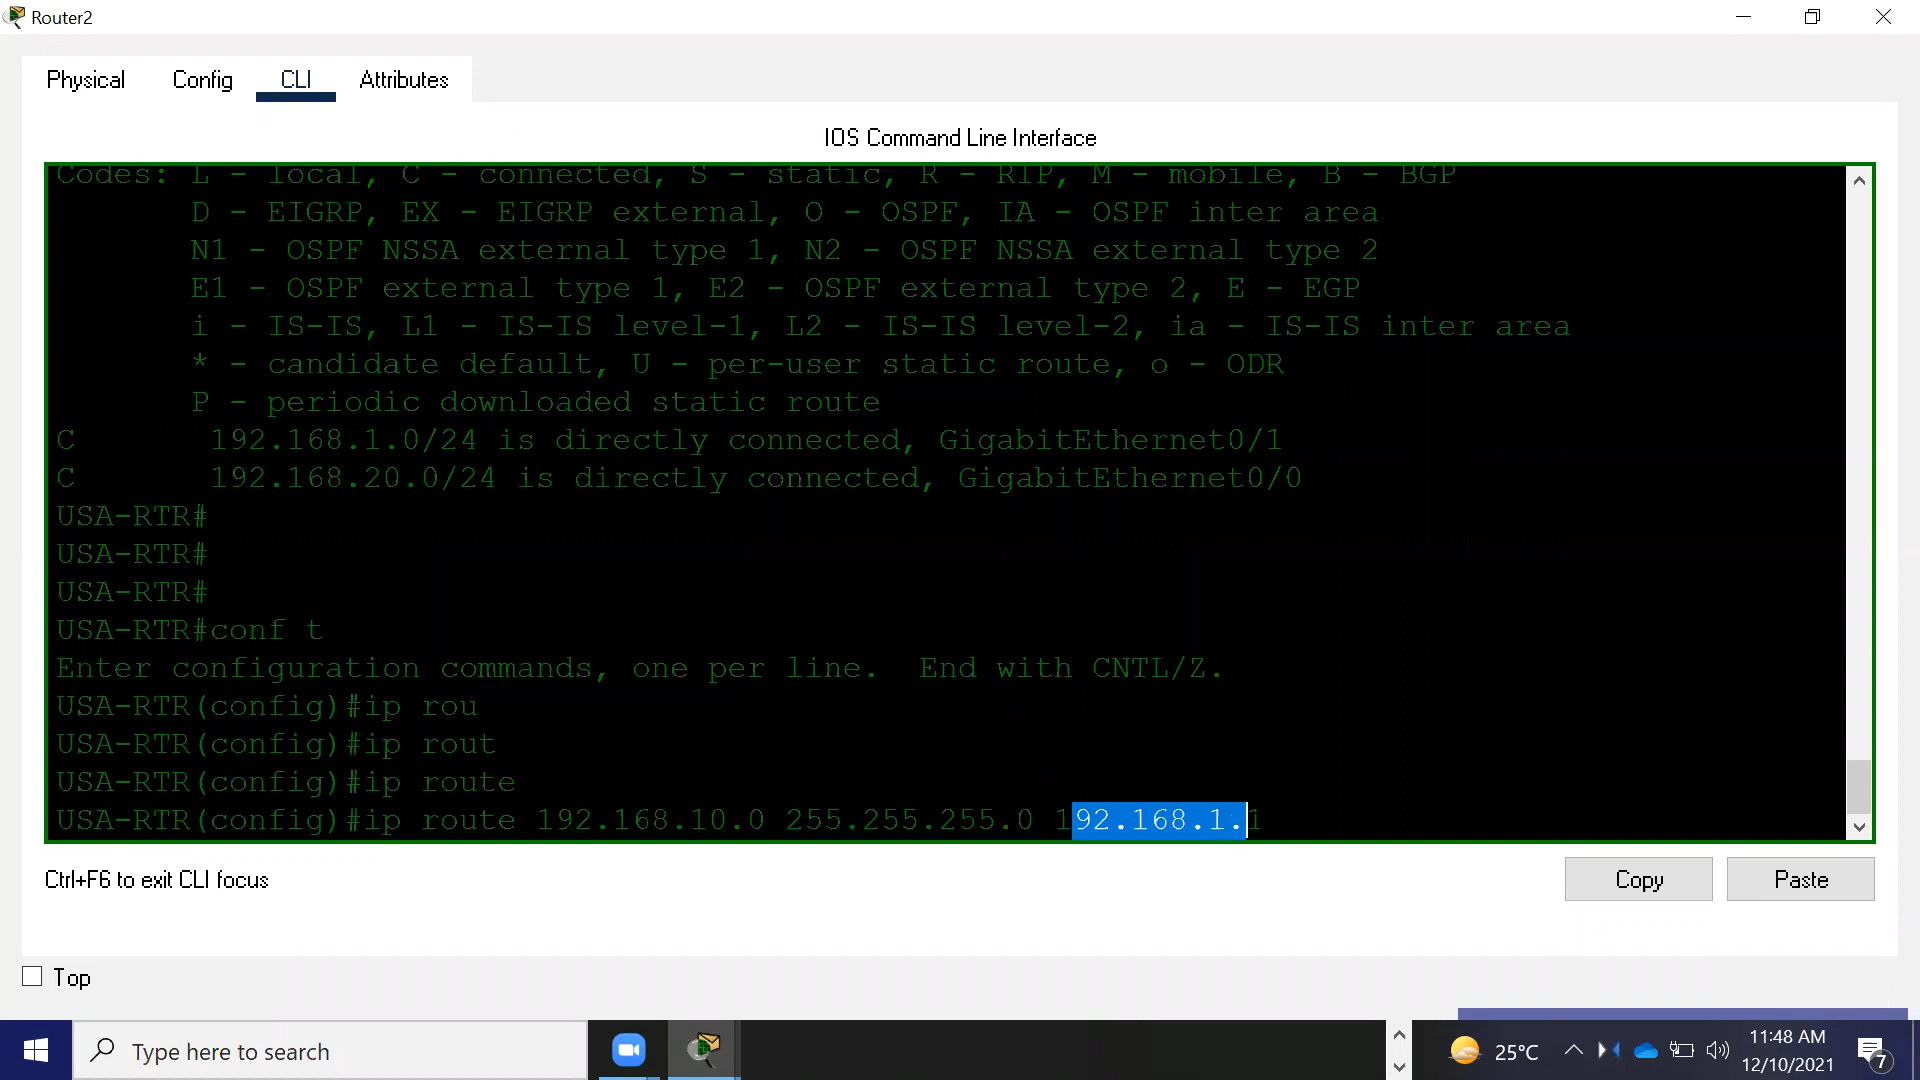 Router2
Physical Config CLI Attributes
IOS Command Line Interface
Codes: L - local, C - connected, S - static, R - RIP, M - mobile, B - BGP
D - EIGRP, EX - EIGRP external, O - OSPF, IA - OSPF inter area
N1 - OSPF NSSA external type 1, N2 - OSPF NSSA external type 2
E1 - OSPF external type 1, E2 - OSPF external type 2, E - EGP
i - IS-IS, L1 - IS-IS level-1, L2 - IS-IS level-2, ia - IS-IS inter area
* - candidate default, U - per-user static route, o - ODR
P - periodic downloaded static route
C 192.168.1.0/24 is directly connected, GigabitEthernet0/1
C 192.168.20.0/24 is directly connected, GigabitEthernet0/0
USA-RTR#
USA-RTR#
USA-RTR#
USA-RTR#conf t
Enter configuration commands, one per line. End with CNTL/Z.
USA-RTR(config)#ip rou
USA-RTR(config)#ip rout
USA-RTR(config)#ip route
USA-RTR(config)#ip route 192.168.10.0 255.255.255.0 192.168.1.1
Ctrl+F6 to exit CLI focus
Copy Paste
Top
Type here to search
25°C
11:48 AM
12/10/2021
7